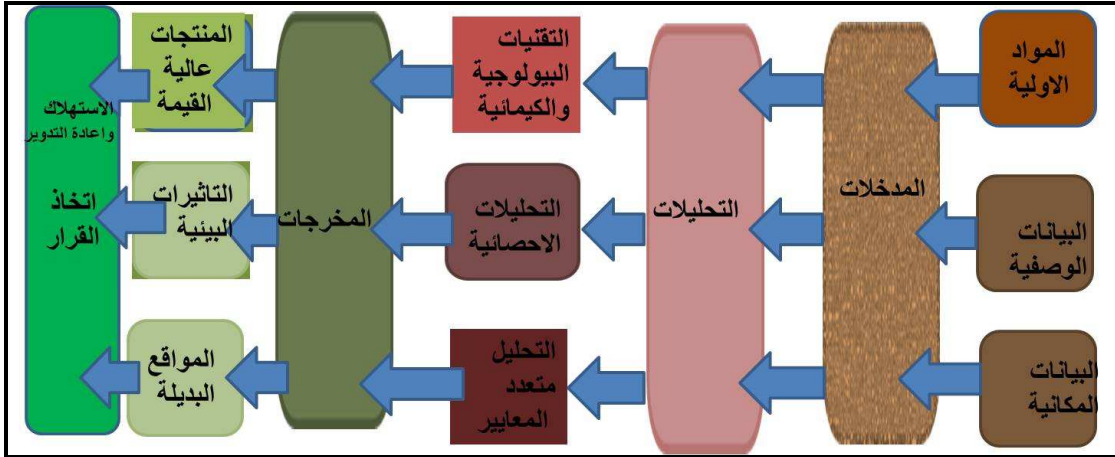 المواد
الاولية
البيانات
الوصفية
البيانات
المكانية
المدخلات
التحليلات
التقنيات
البيولوجية
والكيمائية
التحليلات
الاحصائية
التحليل
متعدد
المعايير
المخرجات
المنتجات
عالية
القيمة
التاثيرات
البيئية
المواقع
البديلة
الاستهلاك
واعادة التدوير
اتخاذ
القرار